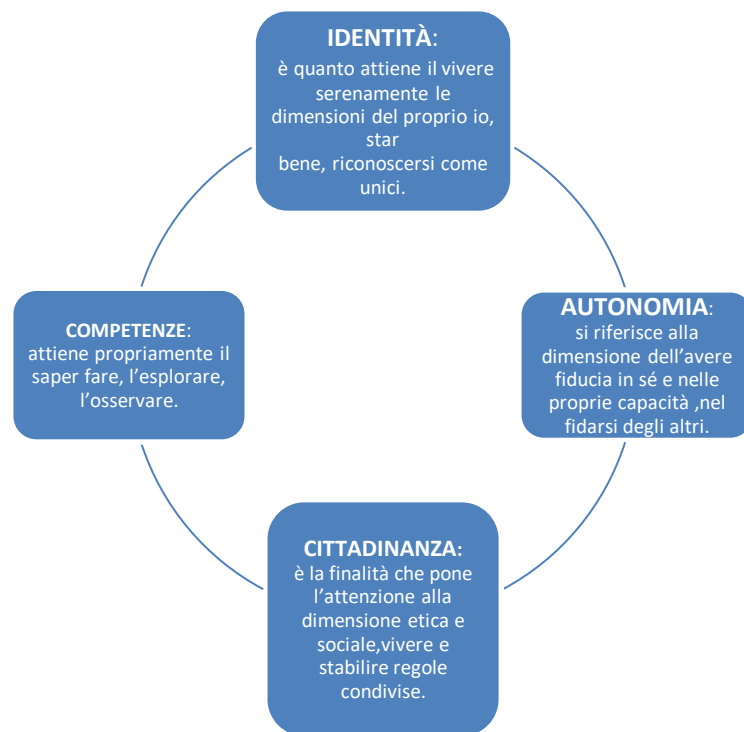 IDENTITÀ:
è quanto attiene il vivere
serenamente le
dimensioni del proprio io,
star
bene, riconoscersi come
unici.
AUTONOMIA:
si riferisce alla
dimensione dell'avere
fiducia in sé e nelle
proprie capacità ,nel
fidarsi degli altri.
CITTADINANZA:
è la finalità che pone
l'attenzione alla
dimensione etica e
sociale,vivere e
stabilire regole
condivise.
COMPETENZE:
attiene propriamente il
saper fare, l'esplorare,
l'osservare.